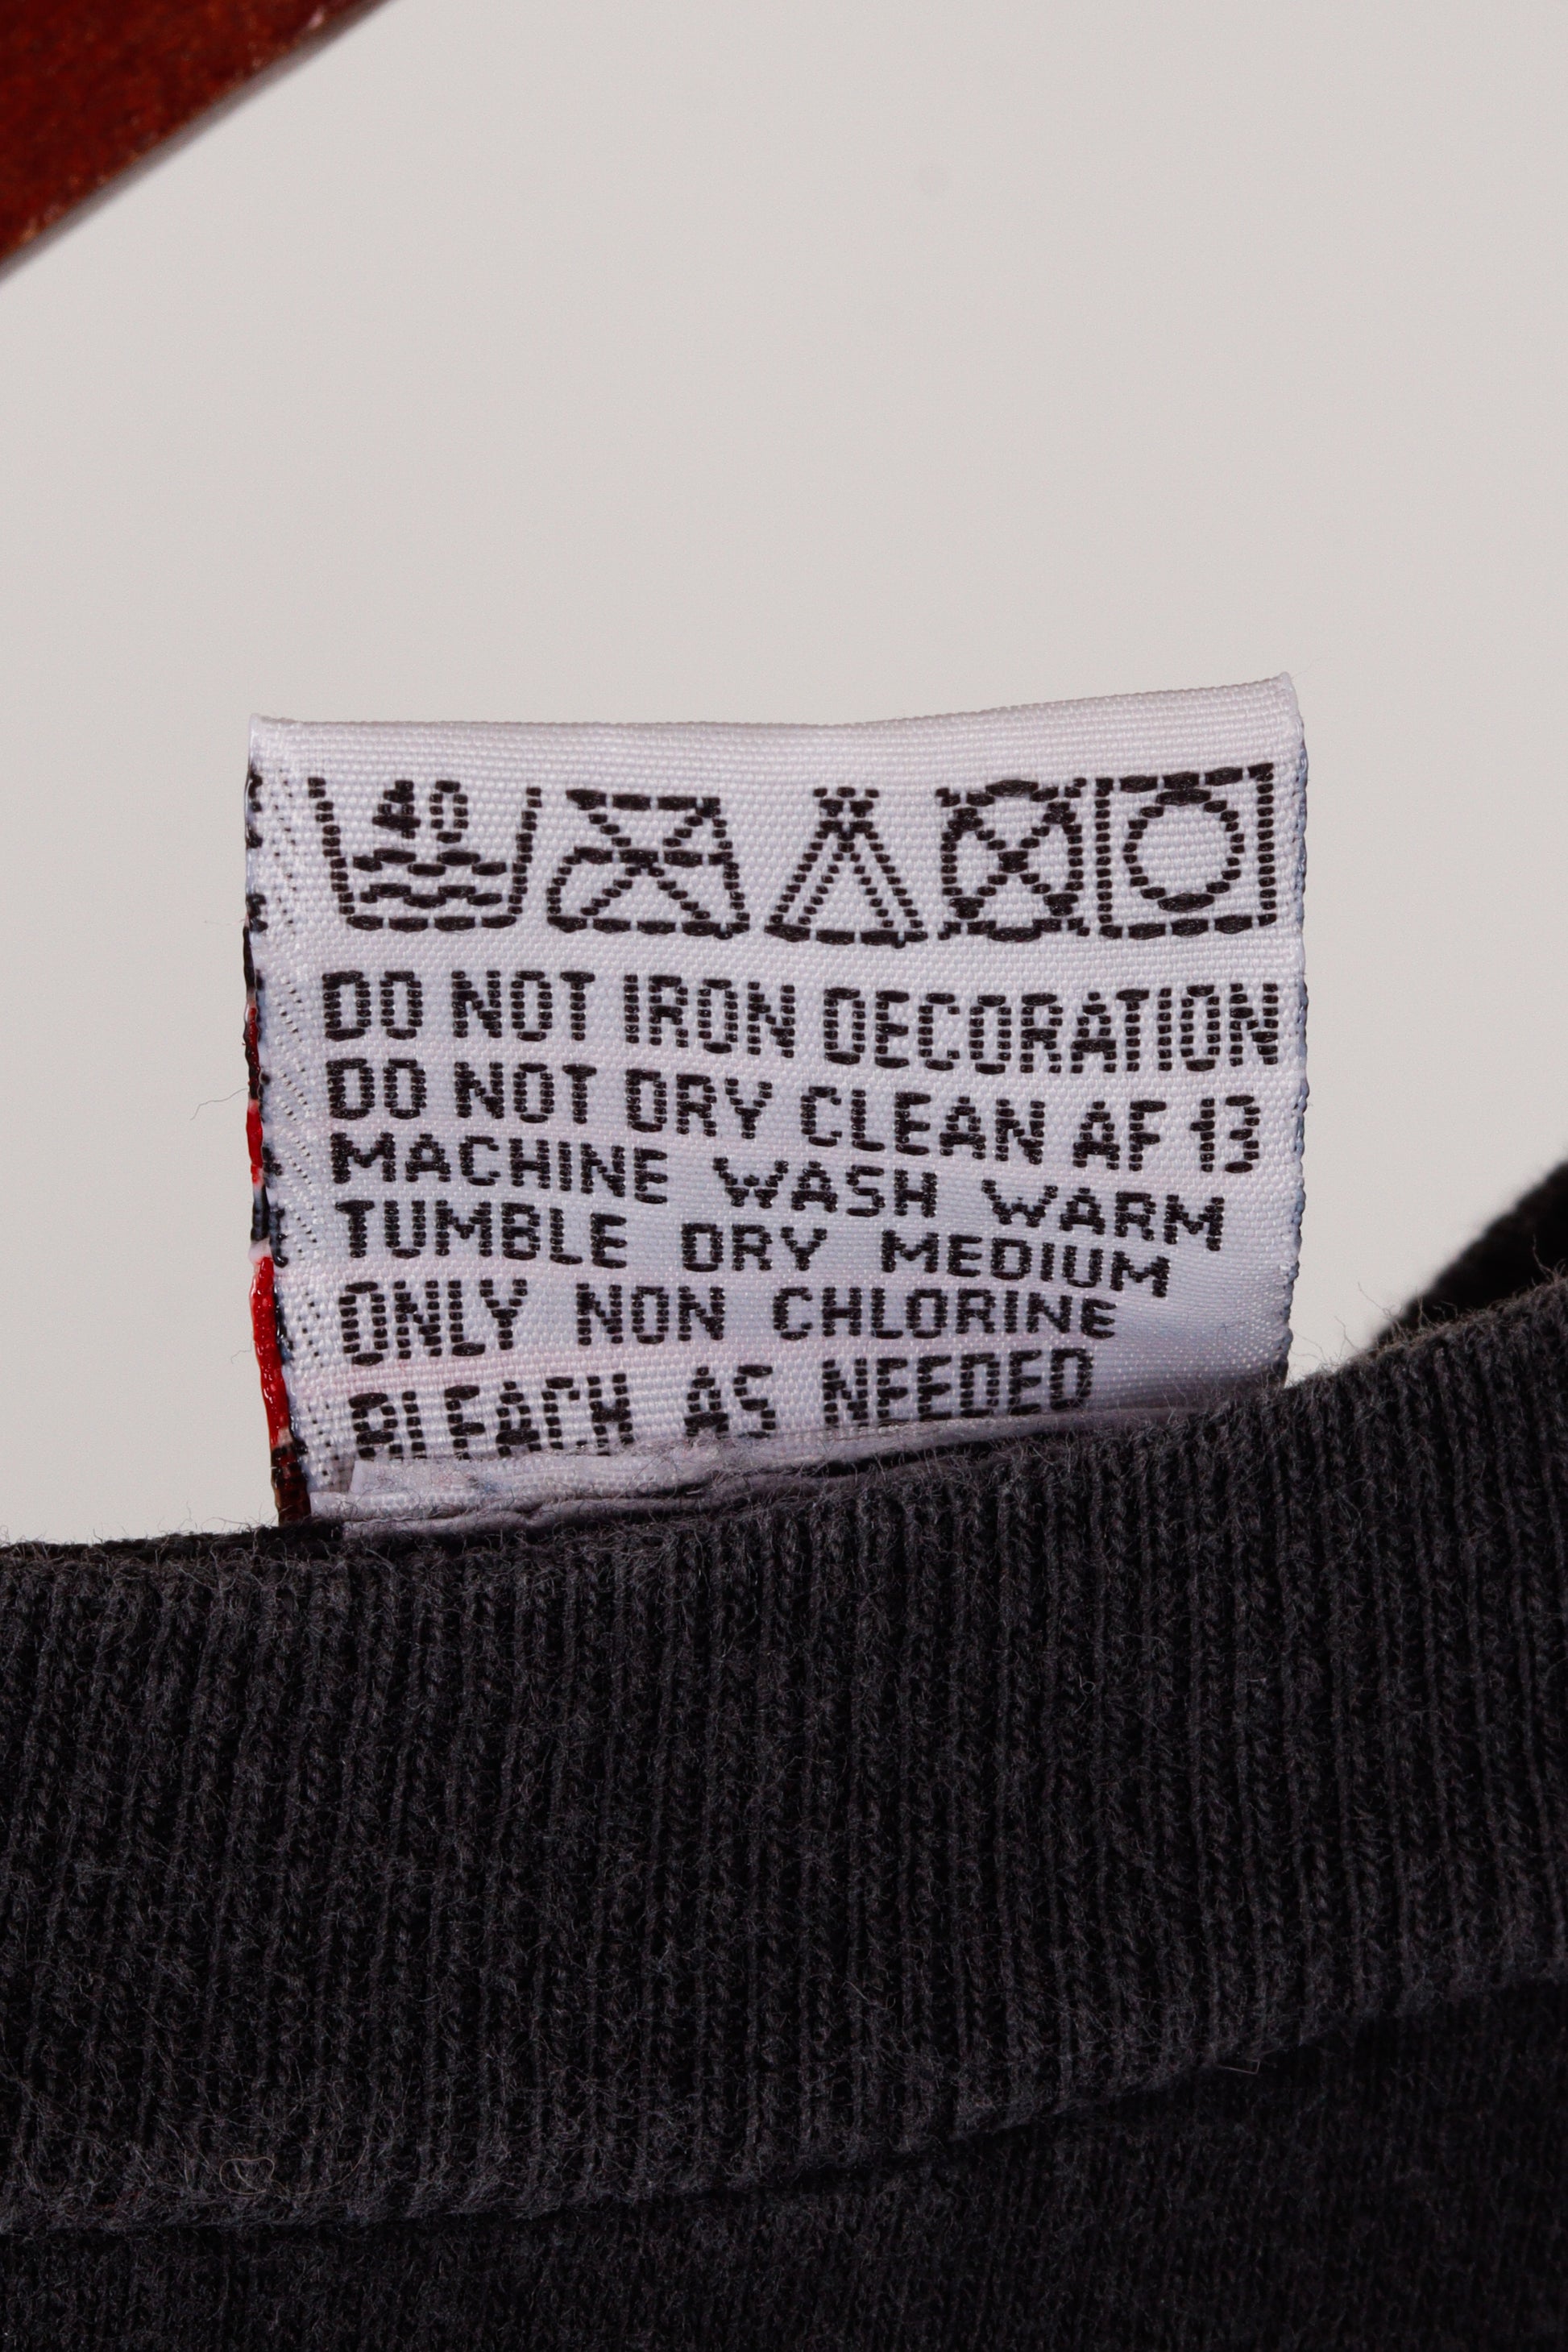 40
DO NOT IRON DECORATION
DO NOT DRY CLEAN AF 13
MACHINE WASH WARM
TUMBLE DRY MEDIUM
ONLY NON CHLORINE
BLEACH AS NEEDED